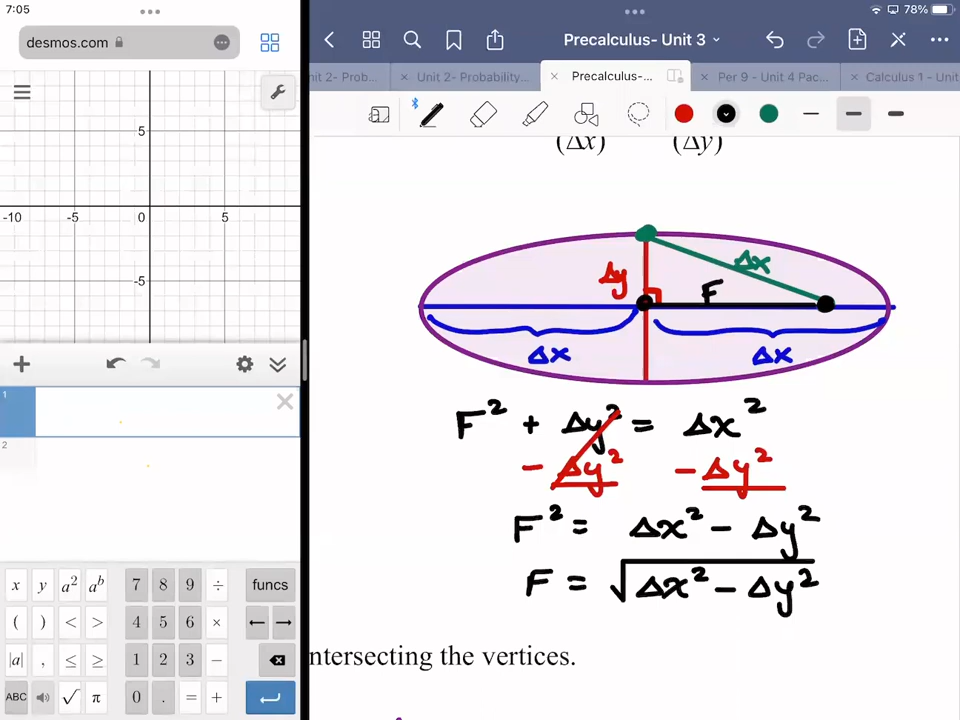 7:05
78%
desmos.com
Precalculus- Unit 3
nit 2- Prob...
× Unit 2- Probability...
× Precalculus-...
× Per 9 - Unit 4 Pac...
× Calculus 1 - Unit
5
-10 -5 0 5
-5
1
2
x y a² aᵇ 7 8 9 ÷ funcs
( ) < > 4 5 6 × ← →
|a| , ≤ ≥ 1 2 3 −
ABC √ π 0 . = +
(Δx) (Δy)
Δy Δx
F
Δx Δx
F² + Δy² = Δx²
− Δy² − Δy²
F² = Δx² − Δy²
F = √Δx² − Δy²
ntersecting the vertices.